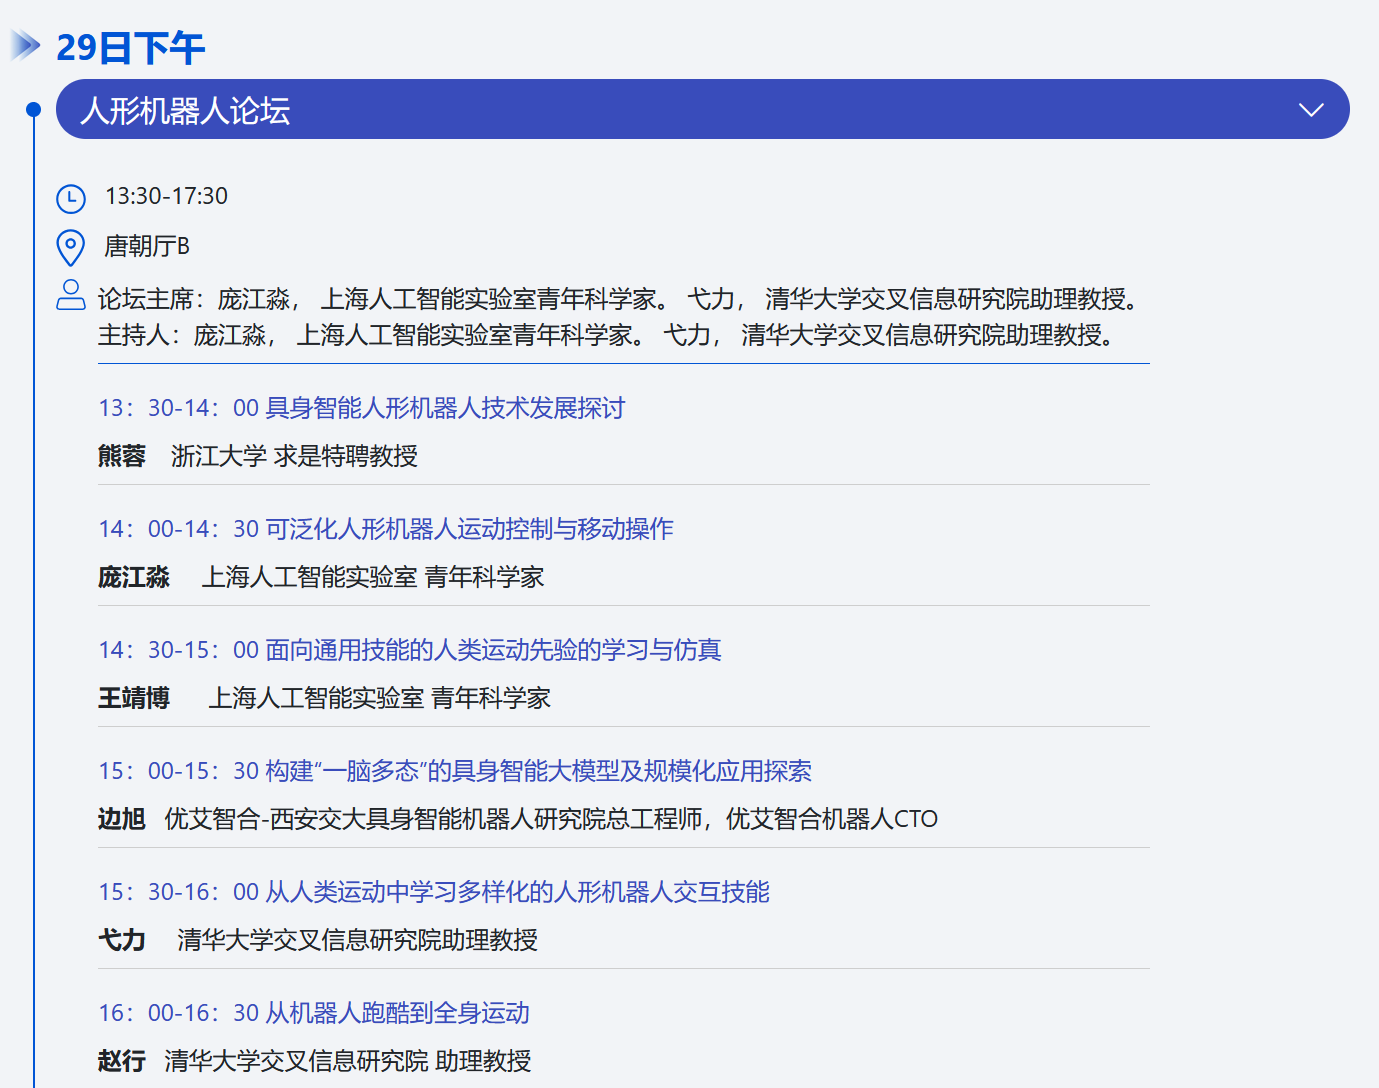 29日下午
人形机器人论坛
13:30-17:30
唐朝厅B
论坛主席：庞江淼， 上海人工智能实验室青年科学家。 弋力， 清华大学交叉信息研究院助理教授。
主持人：庞江淼， 上海人工智能实验室青年科学家。 弋力， 清华大学交叉信息研究院助理教授。
13：30-14：00 具身智能人形机器人技术发展探讨
熊蓉 浙江大学 求是特聘教授
14：00-14：30 可泛化人形机器人运动控制与移动操作
庞江淼 上海人工智能实验室 青年科学家
14：30-15：00 面向通用技能的人类运动先验的学习与仿真
王靖博 上海人工智能实验室 青年科学家
15：00-15：30 构建“一脑多态”的具身智能大模型及规模化应用探索
边旭 优艾智合-西安交大具身智能机器人研究院总工程师，优艾智合机器人CTO
15：30-16：00 从人类运动中学习多样化的人形机器人交互技能
弋力 清华大学交叉信息研究院助理教授
16：00-16：30 从机器人跑酷到全身运动
赵行 清华大学交叉信息研究院 助理教授